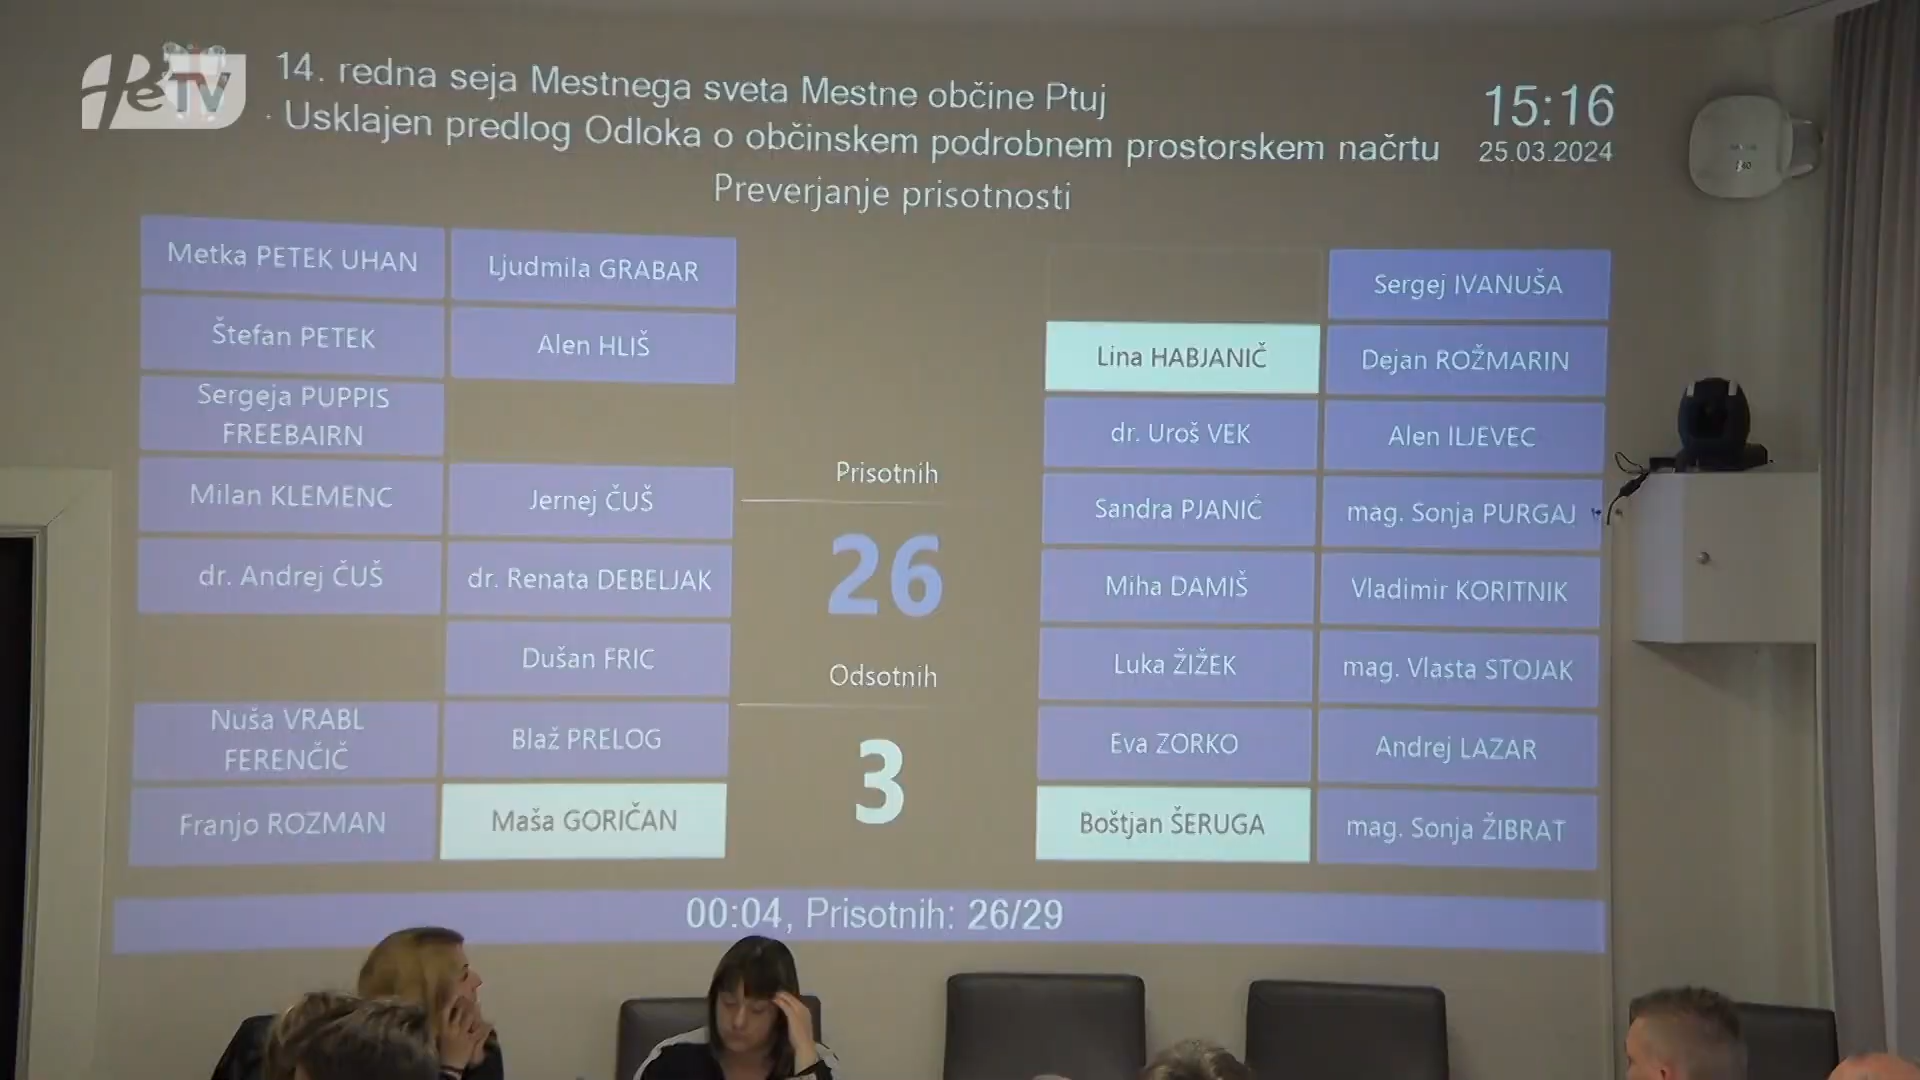 PeTV
14. redna seja Mestnega sveta Mestne občine Ptuj
. Usklajen predlog Odloka o občinskem podrobnem prostorskem načrtu
15:16
25.03.2024
Preverjanje prisotnosti
Metka PETEK UHAN
Ljudmila GRABAR
Štefan PETEK
Alen HLIŠ
Sergeja PUPPIS
FREEBAIRN
Milan KLEMENC
Jernej ČUŠ
dr. Andrej ČUŠ
dr. Renata DEBELJAK
Dušan FRIC
Nuša VRABL
FERENČIČ
Blaž PRELOG
Franjo ROZMAN
Maša GORIČAN
Prisotnih
26
Odsotnih
3
Sergej IVANUŠA
Lina HABJANIČ
Dejan ROŽMARIN
dr. Uroš VEK
Alen ILJEVEC
Sandra PJANIĆ
mag. Sonja PURGAJ
Miha DAMIŠ
Vladimir KORITNIK
Luka ŽIŽEK
mag. Vlasta STOJAK
Eva ZORKO
Andrej LAZAR
Boštjan ŠERUGA
mag. Sonja ŽIBRAT
00:04, Prisotnih: 26/29